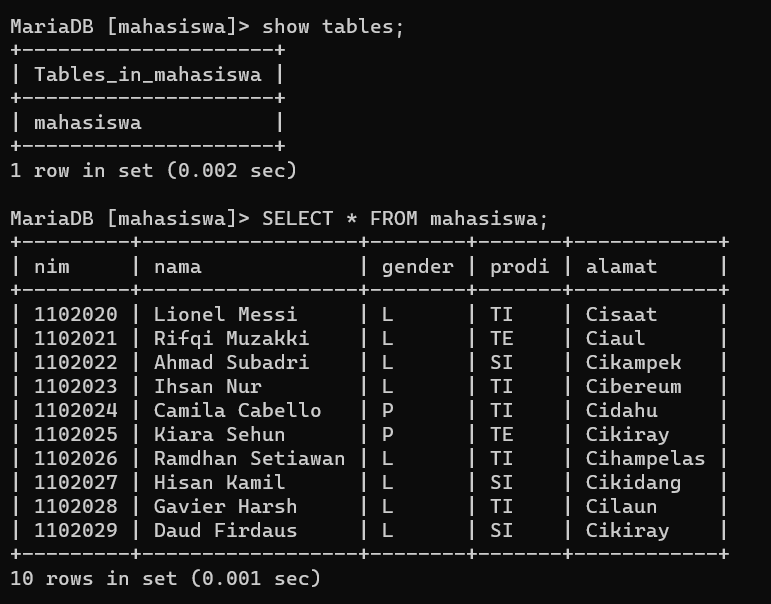 MariaDB [mahasiswa]> show tables;
+---------------------+
| Tables_in_mahasiswa |
+---------------------+
| mahasiswa           |
+---------------------+
1 row in set (0.002 sec)

MariaDB [mahasiswa]> SELECT * FROM mahasiswa;
+---------+------------------+--------+-------+------------+
| nim     | nama             | gender | prodi | alamat     |
+---------+------------------+--------+-------+------------+
| 1102020 | Lionel Messi     | L      | TI    | Cisaat     |
| 1102021 | Rifqi Muzakki    | L      | TE    | Ciaul      |
| 1102022 | Ahmad Subadri    | L      | SI    | Cikampek   |
| 1102023 | Ihsan Nur        | L      | TI    | Cibereum   |
| 1102024 | Camila Cabello   | P      | TI    | Cidahu     |
| 1102025 | Kiara Sehun      | P      | TE    | Cikiray    |
| 1102026 | Ramdhan Setiawan | L      | TI    | Cihampelas |
| 1102027 | Hisan Kamil      | L      | SI    | Cikidang   |
| 1102028 | Gavier Harsh     | L      | TI    | Cilaun     |
| 1102029 | Daud Firdaus     | L      | SI    | Cikiray    |
+---------+------------------+--------+-------+------------+
10 rows in set (0.001 sec)